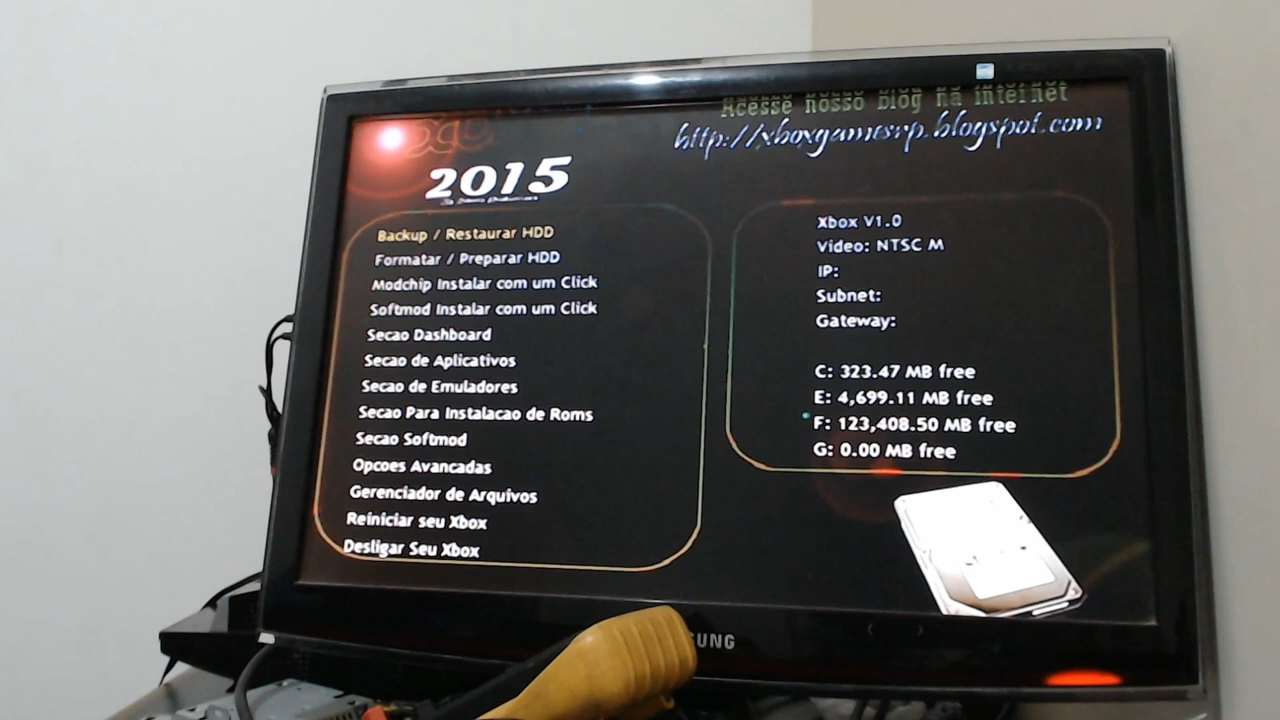 Acesse nosso blog na internet
http://xboxgamesrp.blogspot.com
2015
Backup / Restaurar HDD
Formatar / Preparar HDD
Modchip Instalar com um Click
Softmod Instalar com um Click
Secao Dashboard
Secao de Aplicativos
Secao de Emuladores
Secao Para Instalacao de Roms
Secao Softmod
Opcoes Avancadas
Gerenciador de Arquivos
Reiniciar seu Xbox
Desligar Seu Xbox
Xbox V1.0
Video: NTSC M
IP:
Subnet:
Gateway:
C: 323.47 MB free
E: 4,699.11 MB free
F: 123,408.50 MB free
G: 0.00 MB free
SUNG